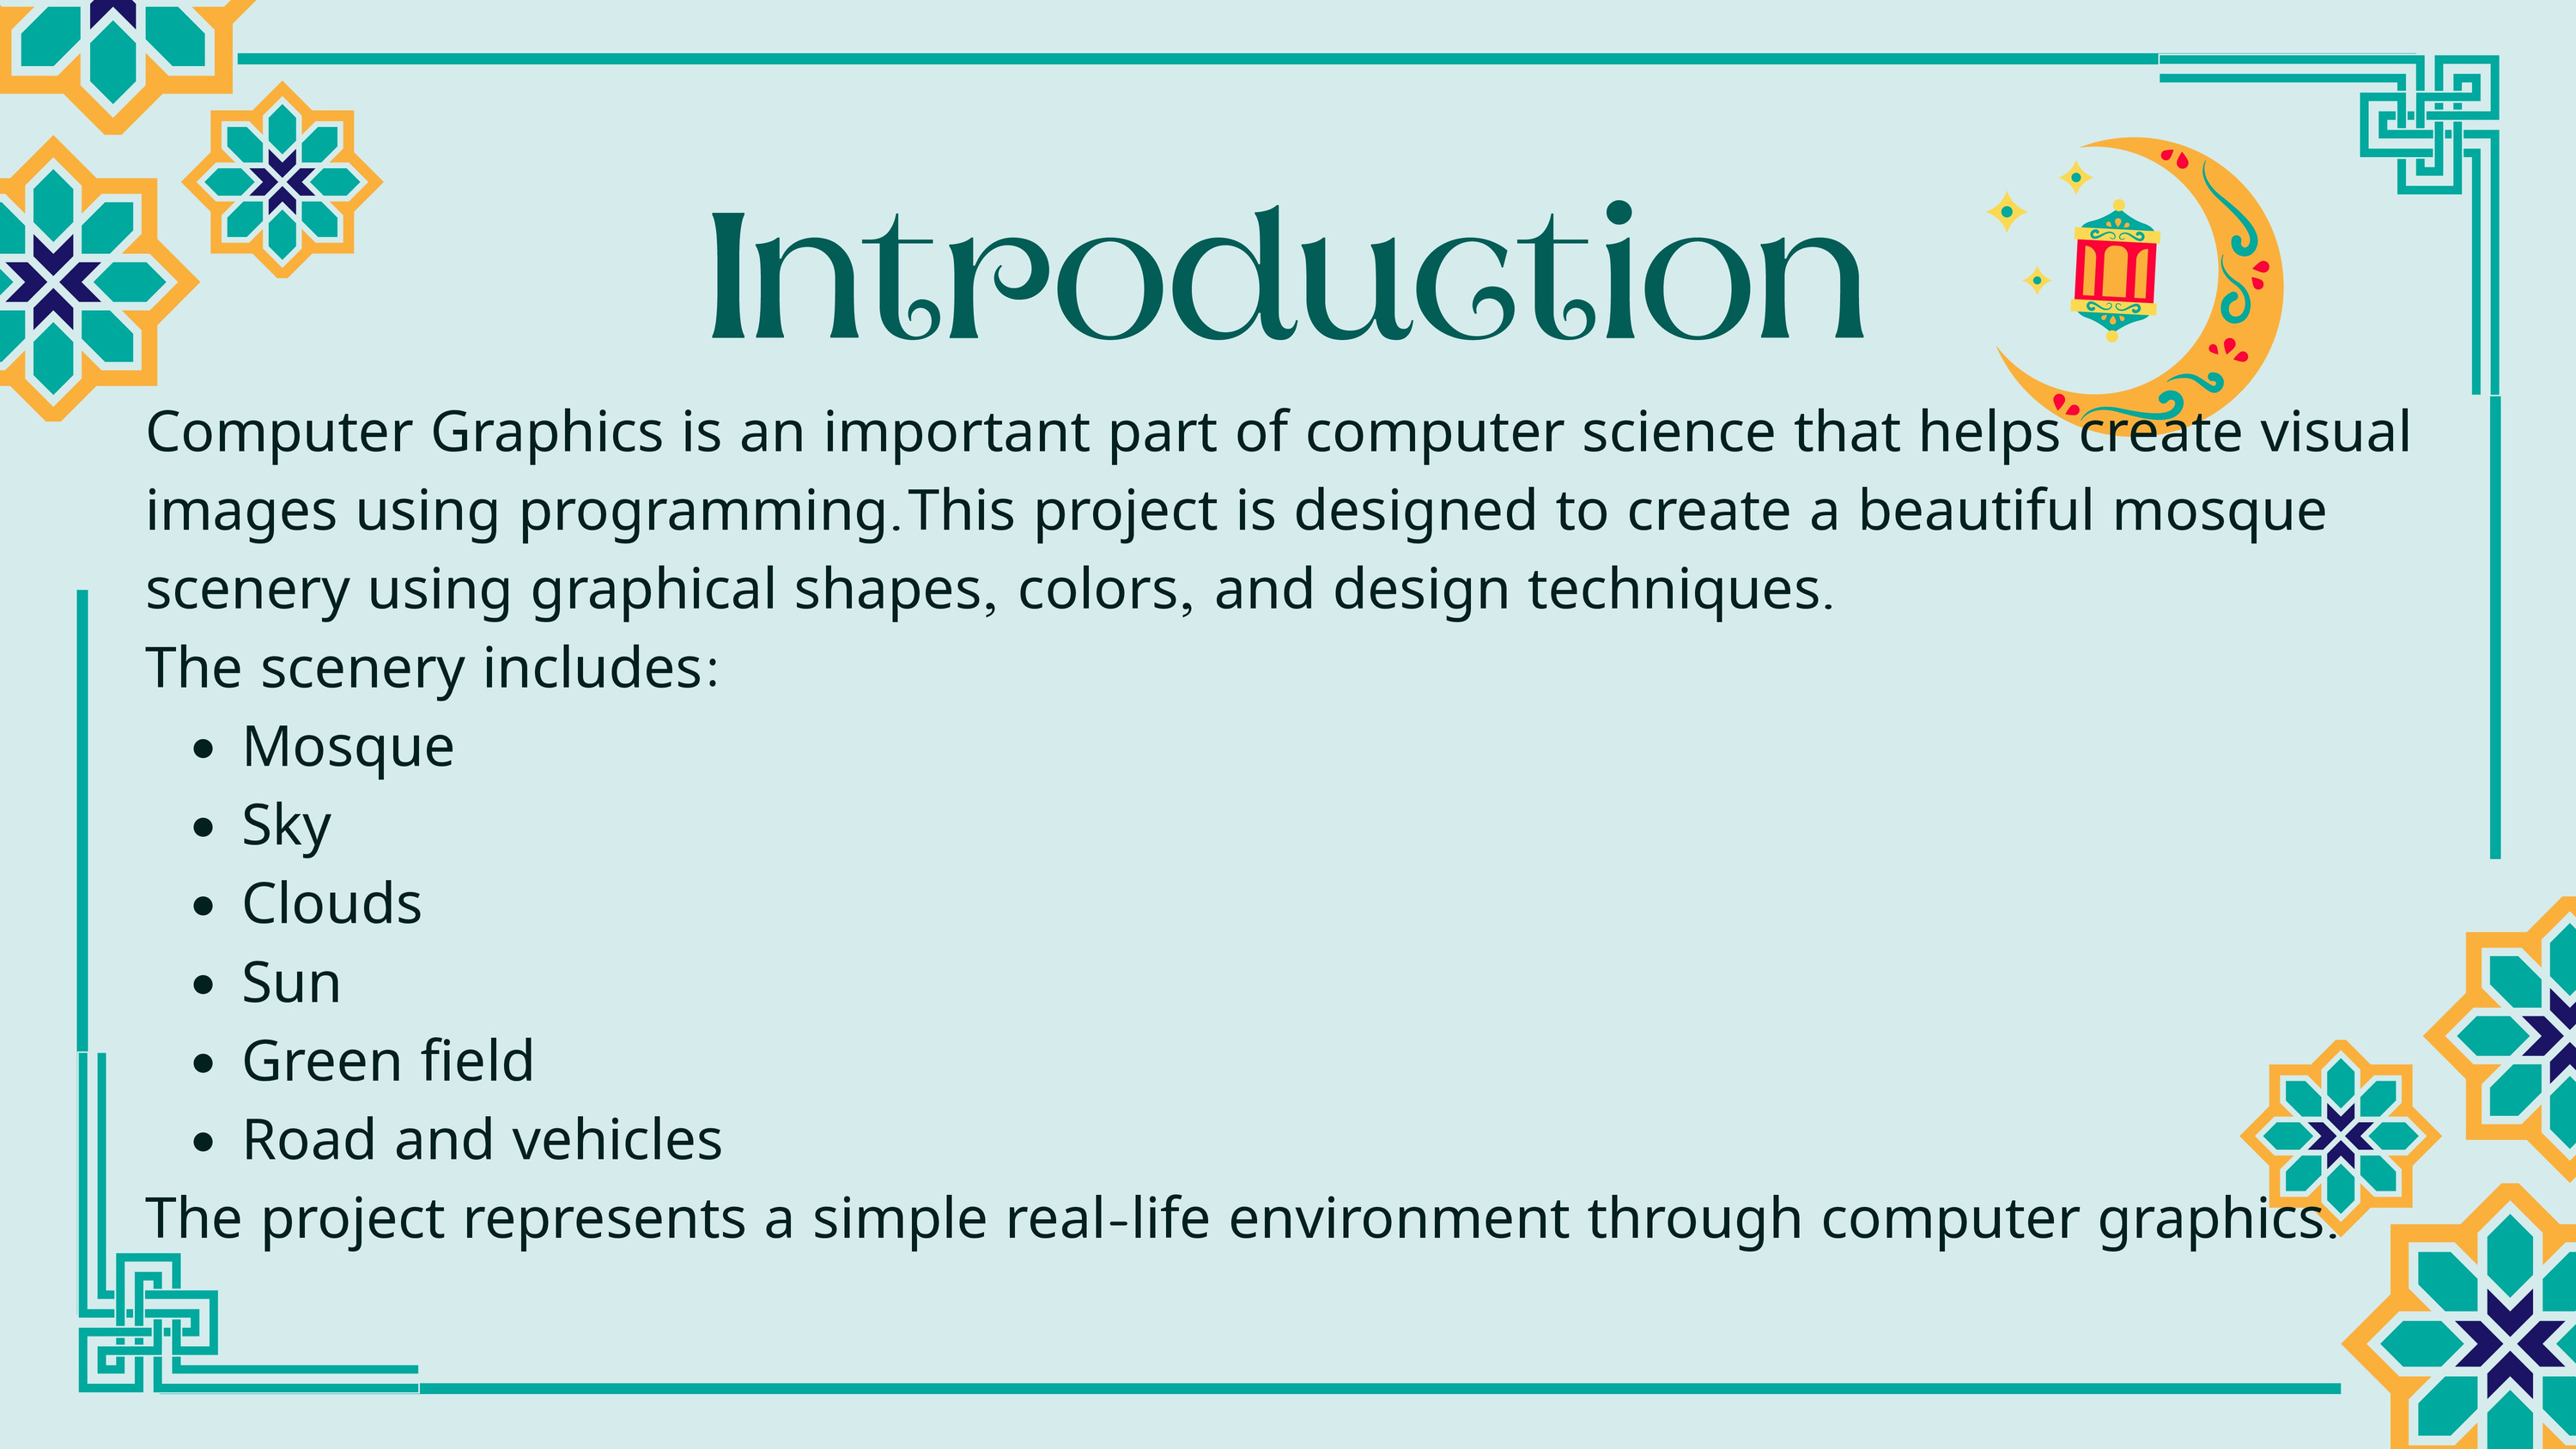 Introduction
Computer Graphics is an important part of computer science that helps create visual
images using programming.This project is designed to create a beautiful mosque
scenery using graphical shapes, colors, and design techniques.
The scenery includes:
• Mosque
• Sky
• Clouds
• Sun
• Green field
• Road and vehicles
The project represents a simple real-life environment through computer graphics.